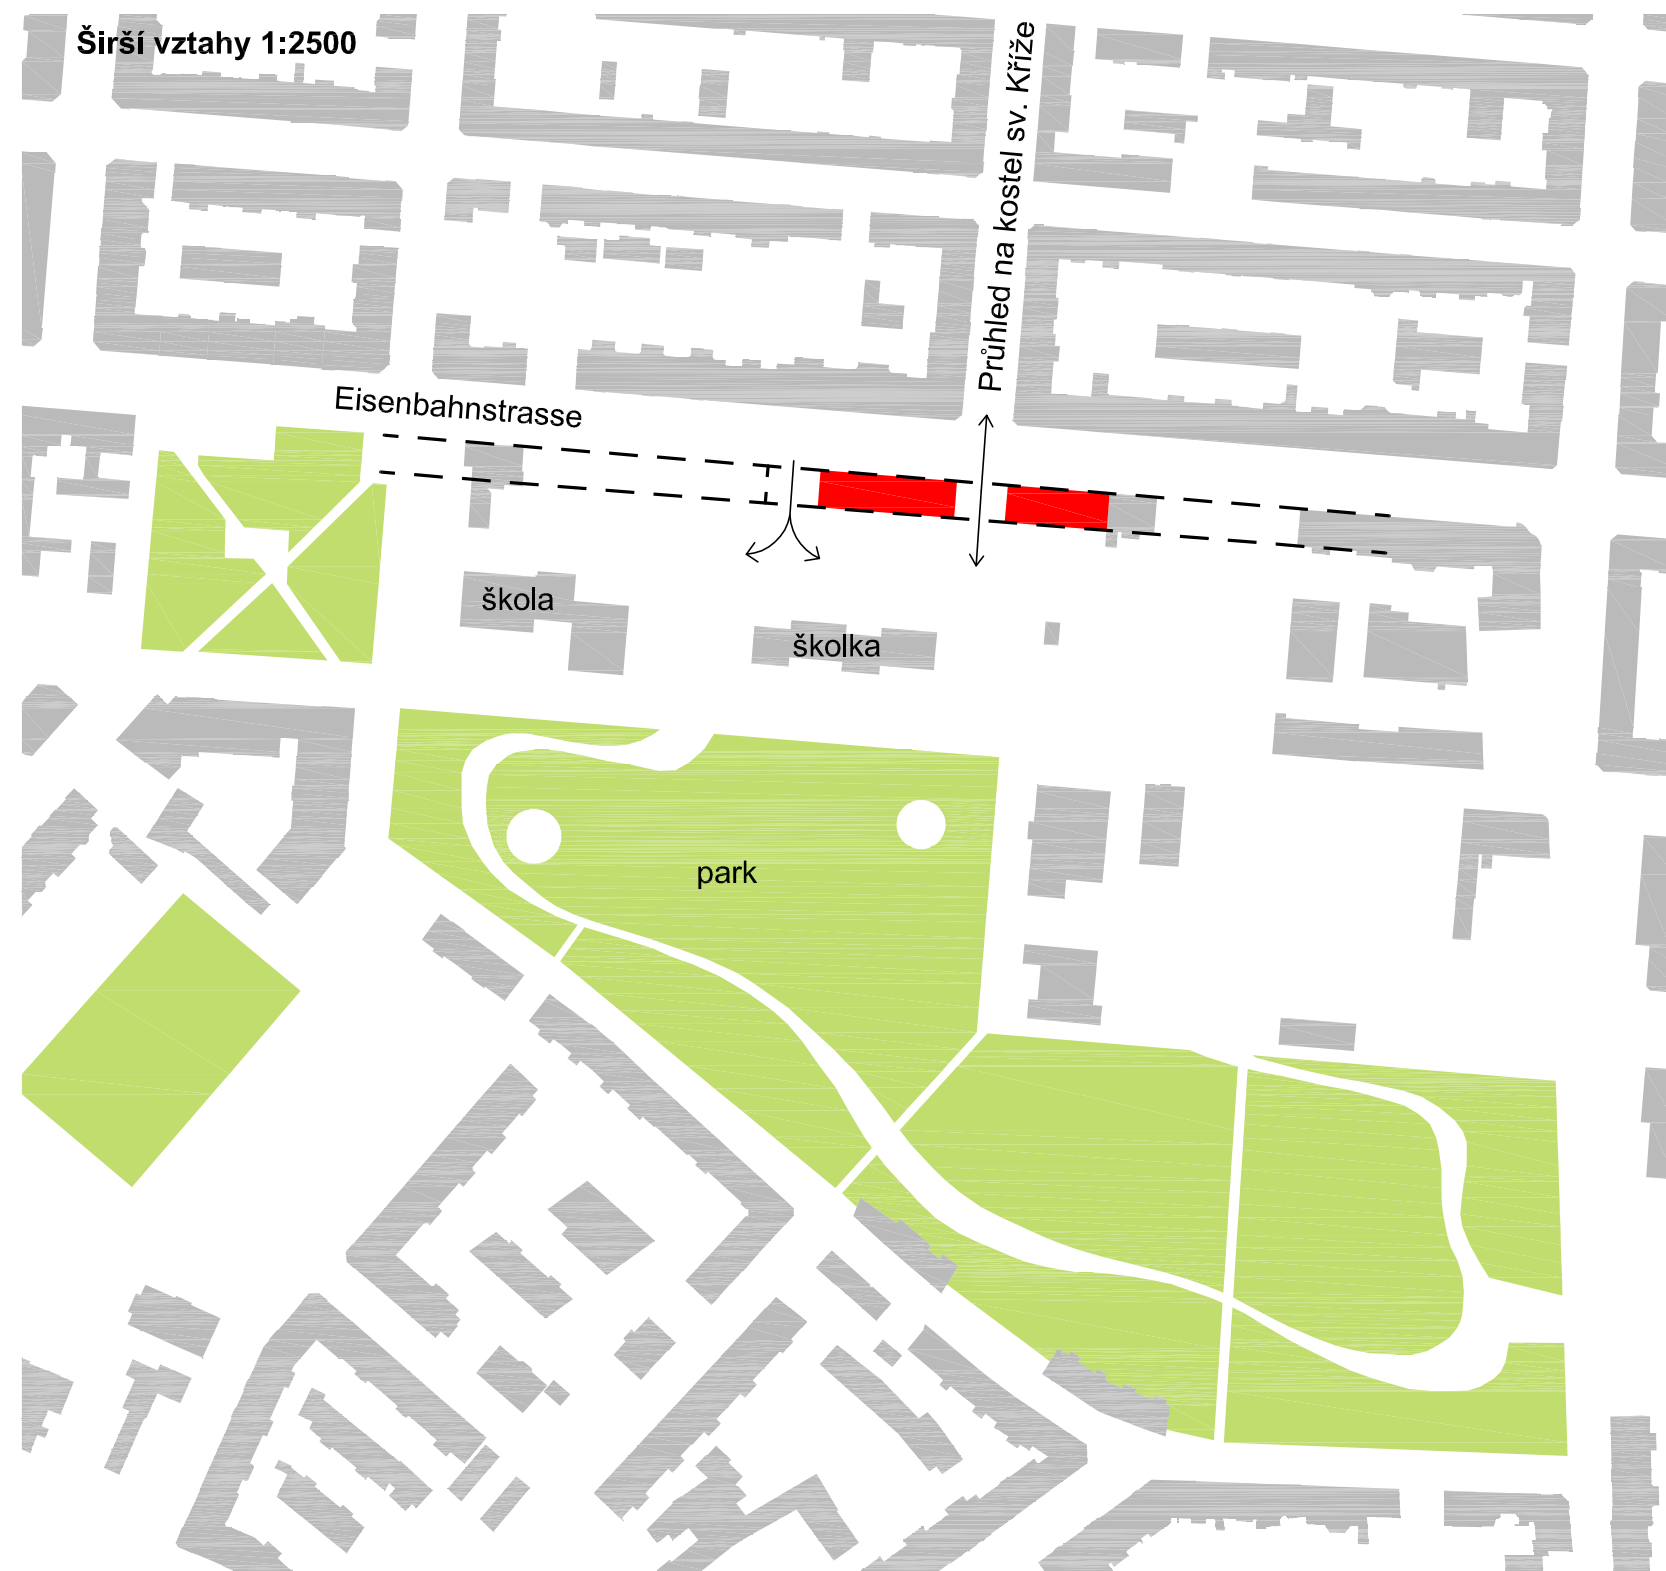 Širší vztahy 1:2500
Průhled na kostel sv. Kříže
Eisenbahnstrasse
škola
školka
park